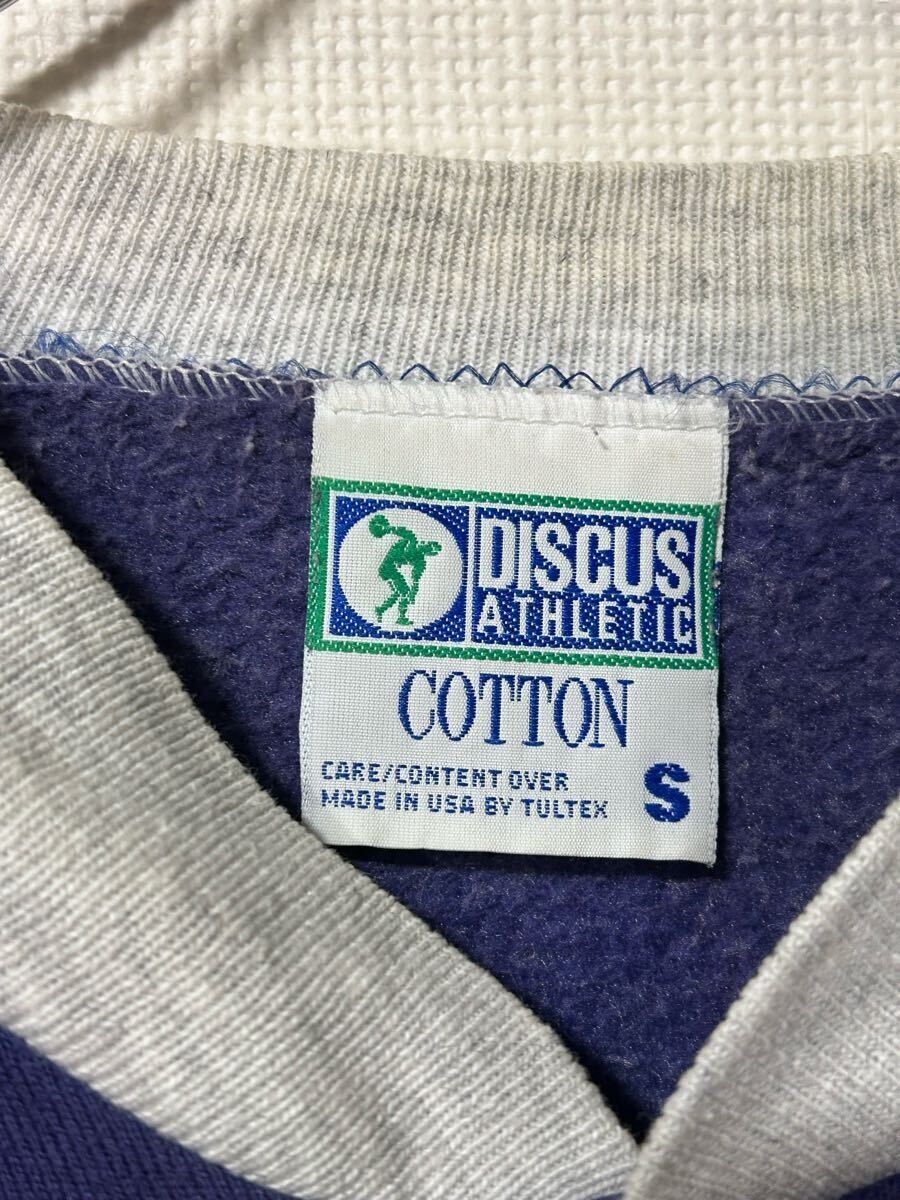 DISCUS
ATHLETIC
COTTON
CARE/CONTENT OVER
MADE IN USA BY TULTEX
S